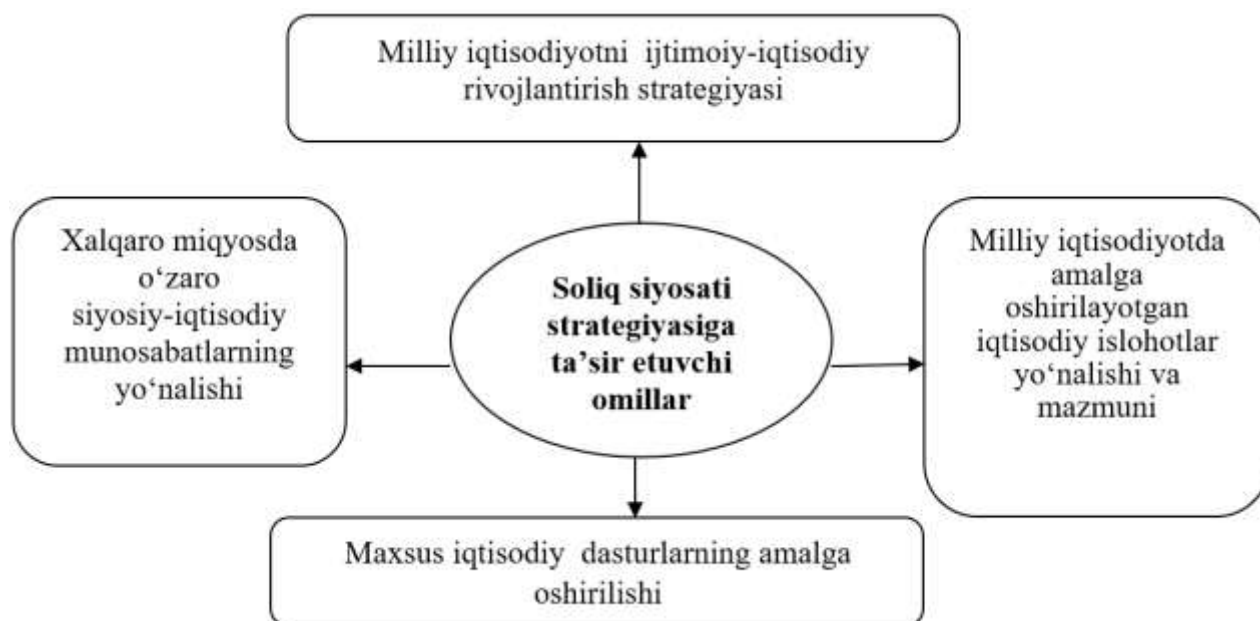 Milliy iqtisodiyotni ijtimoiy-iqtisodiy
rivojlantirish strategiyasi
Xalqaro miqyosda
o‘zaro
siyosiy-iqtisodiy
munosabatlarning
yo‘nalishi
Soliq siyosati
strategiyasiga
ta’sir etuvchi
omillar
Milliy iqtisodiyotda
amalga
oshirilayotgan
iqtisodiy islohotlar
yo‘nalishi va
mazmuni
Maxsus iqtisodiy dasturlarning amalga
oshirilishi